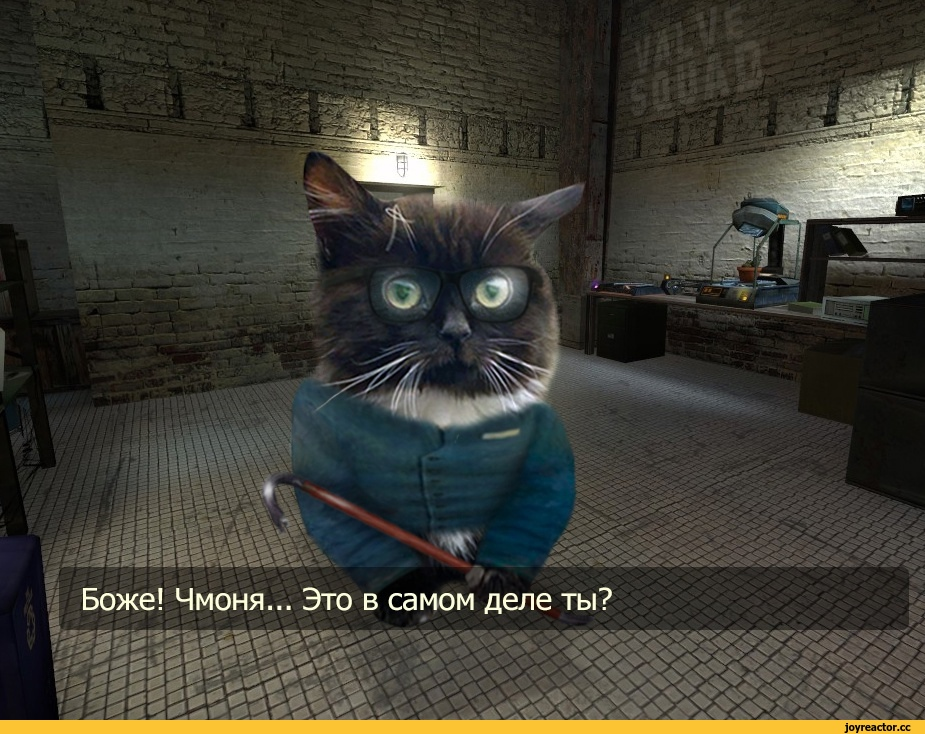 VALVE
SQUAD
Боже! Чмоня... Это в самом деле ты?
joyreactor.cc